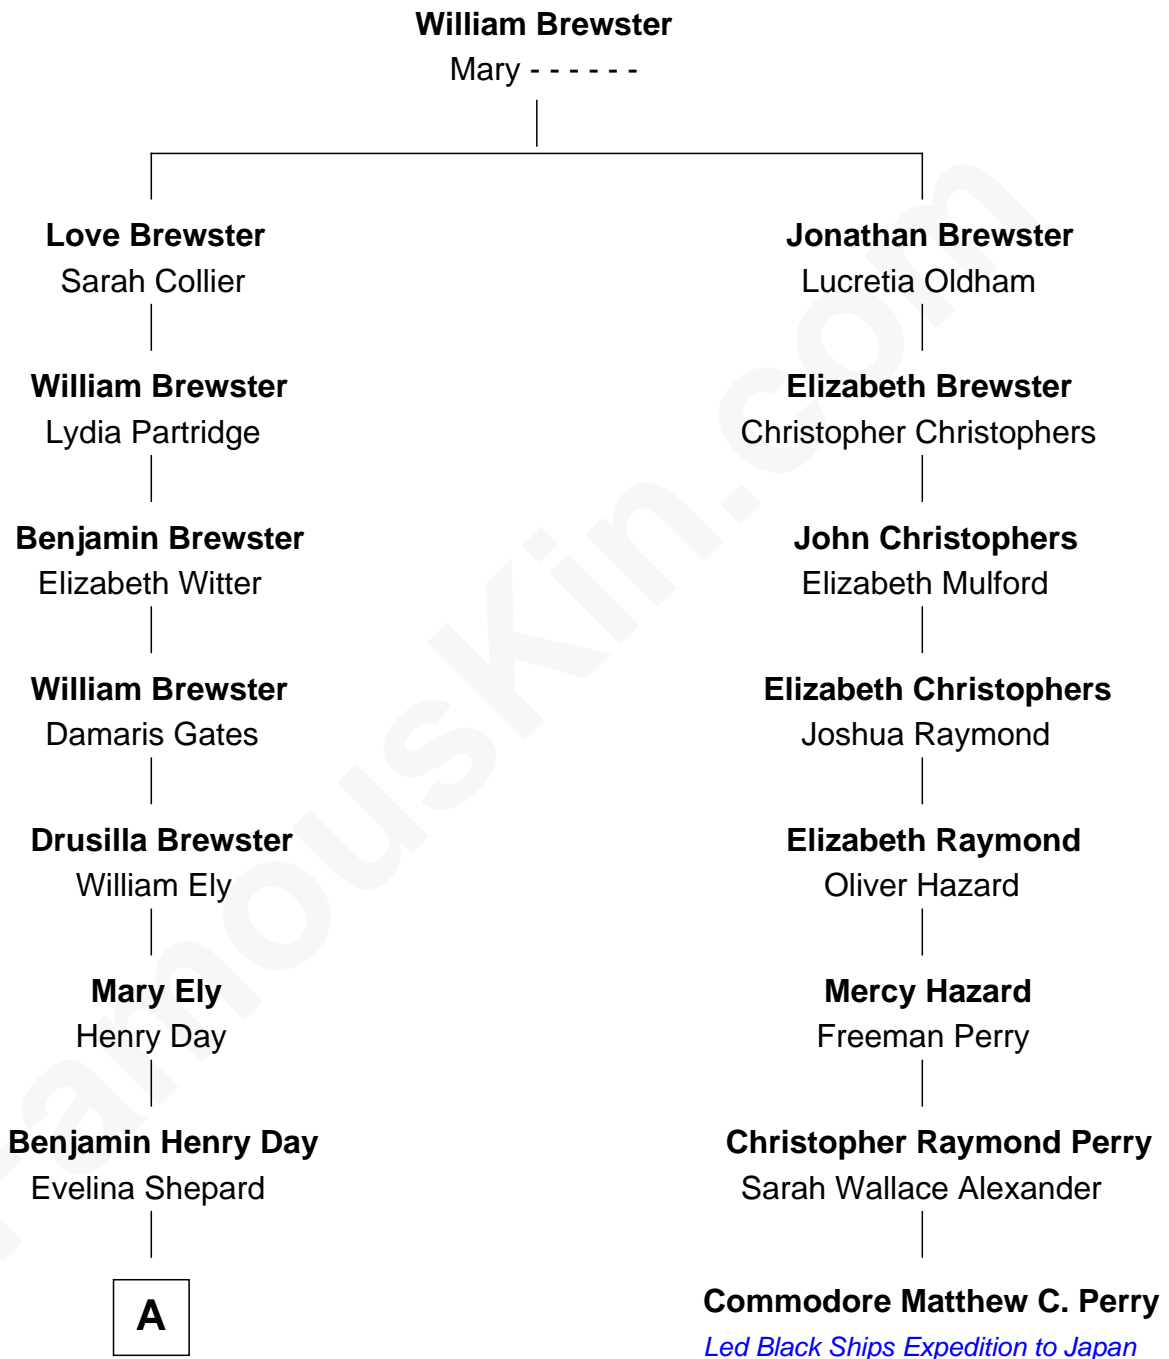 William Brewster
Mary - - - - - -
Love Brewster
Sarah Collier
Jonathan Brewster
Lucretia Oldham
William Brewster
Lydia Partridge
Elizabeth Brewster
Christopher Christophers
Benjamin Brewster
Elizabeth Witter
John Christophers
Elizabeth Mulford
William Brewster
Damaris Gates
Elizabeth Christophers
Joshua Raymond
Drusilla Brewster
William Ely
Elizabeth Raymond
Oliver Hazard
Mary Ely
Henry Day
Mercy Hazard
Freeman Perry
Benjamin Henry Day
Evelina Shepard
Christopher Raymond Perry
Sarah Wallace Alexander
A
Commodore Matthew C. Perry
Led Black Ships Expedition to Japan
FamousKin.com